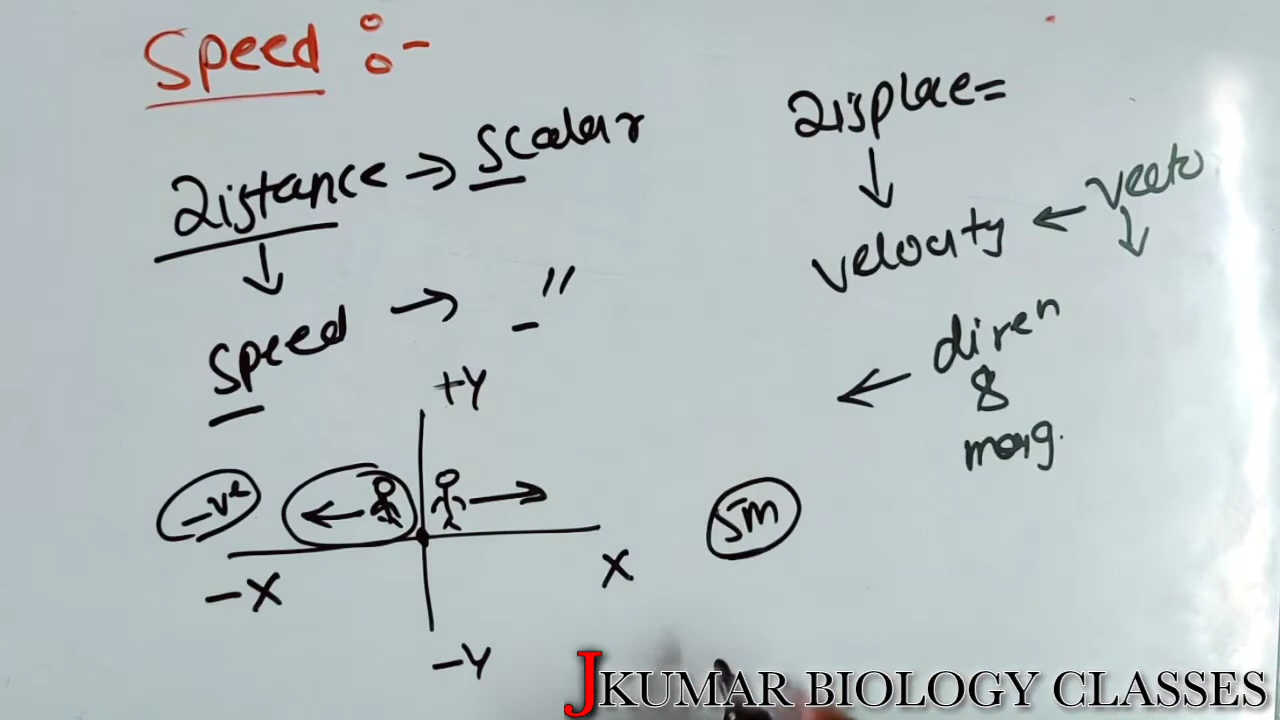 Speed :-
Distance → Scalar
↓
Speed → - "
Displace=
↓
velocity ← vecto
↓
← diren
&
mag.
+Y
-ve
-X
X
-Y
5m
JKUMAR BIOLOGY CLASSES